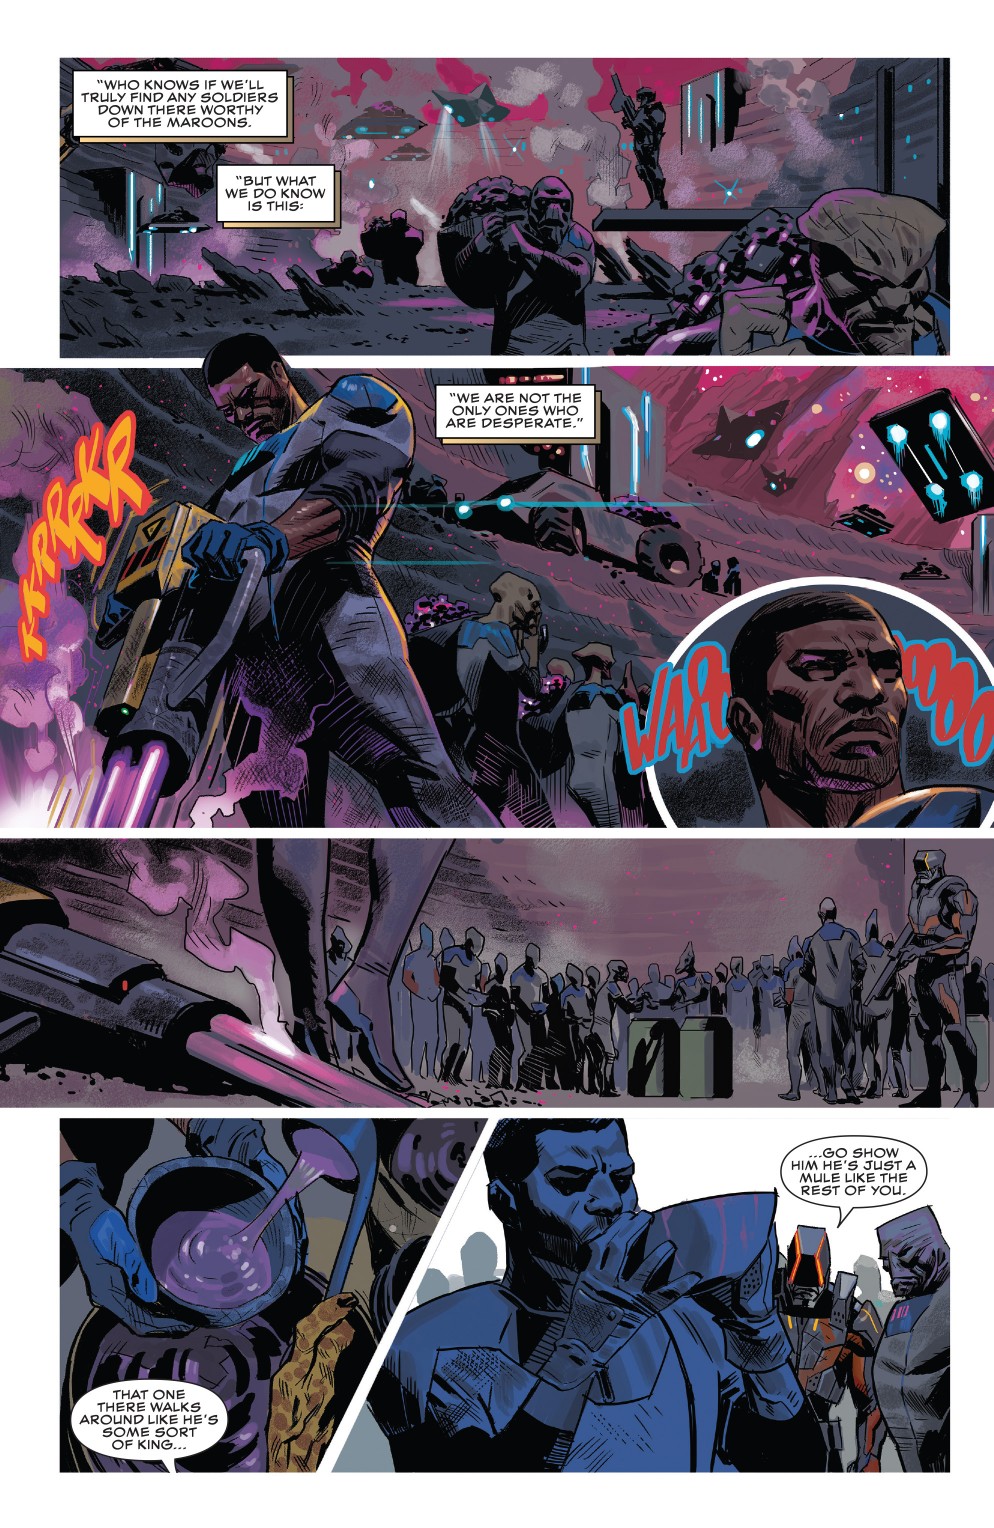 "WHO KNOWS IF WE'LL
TRULY FIND ANY SOLDIERS
DOWN THERE WORTHY
OF THE MAROONS.
"BUT WHAT
WE DO KNOW
IS THIS:
"WE ARE NOT THE
ONLY ONES WHO
ARE DESPERATE."
THAT ONE
THERE WALKS
AROUND LIKE HE'S
SOME SORT
OF KING...
...GO SHOW
HIM HE'S JUST A
MULE LIKE THE
REST OF YOU.